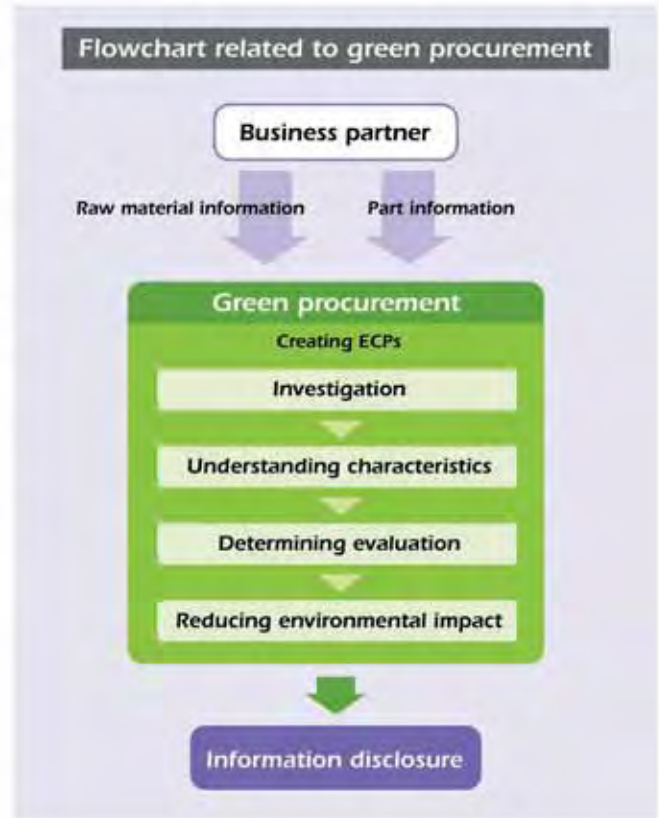 Flowchart related to green procurement
Business partner
Raw material information
Part information
Green procurement
Creating ECPs
Investigation
Understanding characteristics
Determining evaluation
Reducing environmental impact
Information disclosure